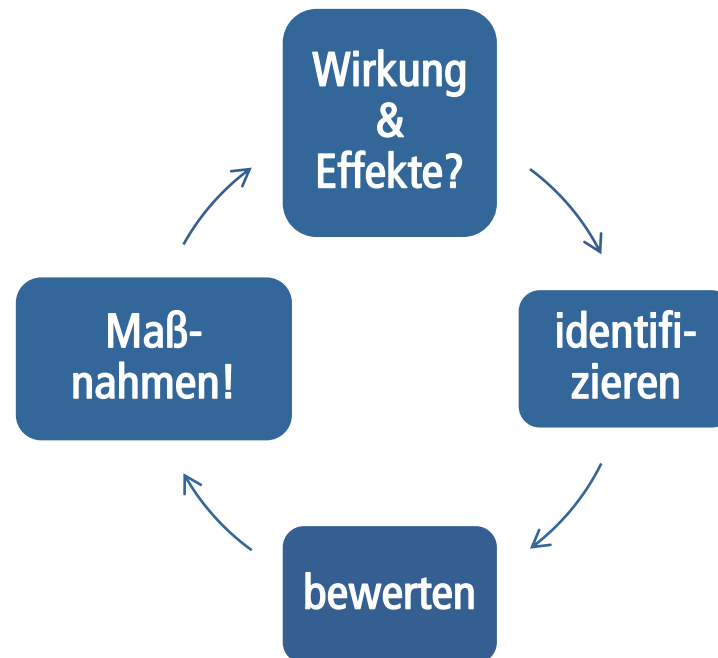 Wirkung
&
Effekte?
identifi-
zieren
bewerten
Maß-
nahmen!